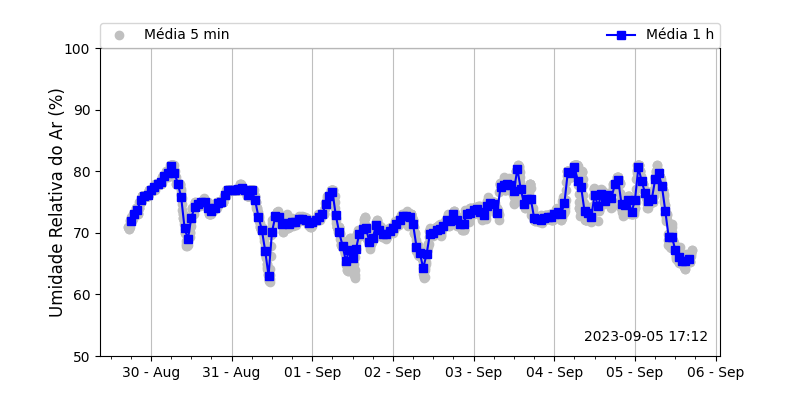 Média 5 min
Média 1 h
Umidade Relativa do Ar (%)
100
90
80
70
60
50
2023-09-05 17:12
30 - Aug
31 - Aug
01 - Sep
02 - Sep
03 - Sep
04 - Sep
05 - Sep
06 - Sep